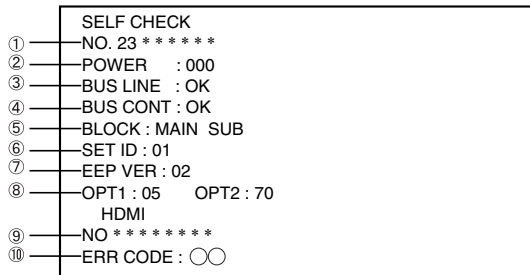 SELF CHECK
① NO. 23 * * * * * *
② POWER : 000
③ BUS LINE : OK
④ BUS CONT : OK
⑤ BLOCK : MAIN SUB
⑥ SET ID : 01
⑦ EEP VER : 02
⑧ OPT1 : 05 OPT2 : 70
HDMI
⑨ NO * * * * * * * *
⑩ ERR CODE : ○○